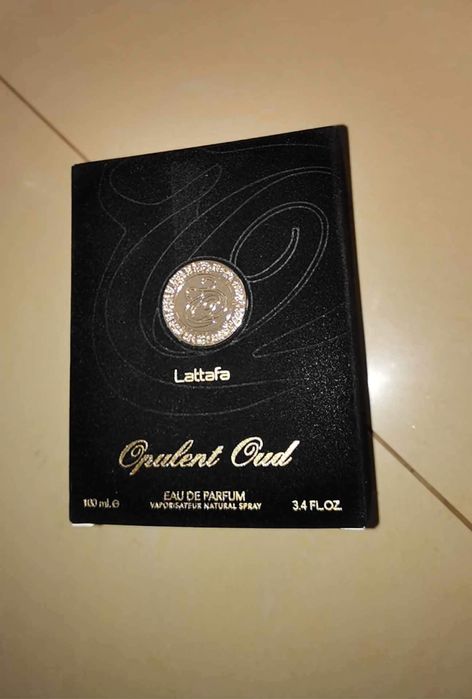 Lattafa
Opulent Oud
EAU DE PARFUM
VAPORISATEUR NATURAL SPRAY
100 ml. ℮
3.4 FL.OZ.